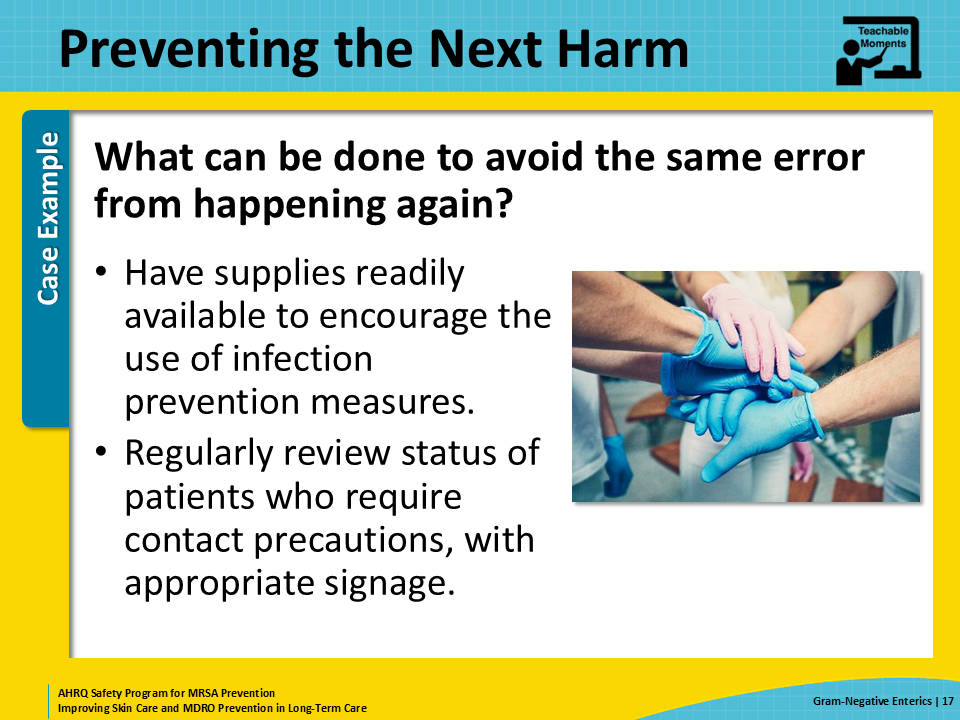 Preventing the Next Harm
Teachable
Moments
Case Example
What can be done to avoid the same error
from happening again?
• Have supplies readily
available to encourage the
use of infection
prevention measures.
• Regularly review status of
patients who require
contact precautions, with
appropriate signage.
AHRQ Safety Program for MRSA Prevention
Improving Skin Care and MDRO Prevention in Long-Term Care
Gram-Negative Enterics | 17